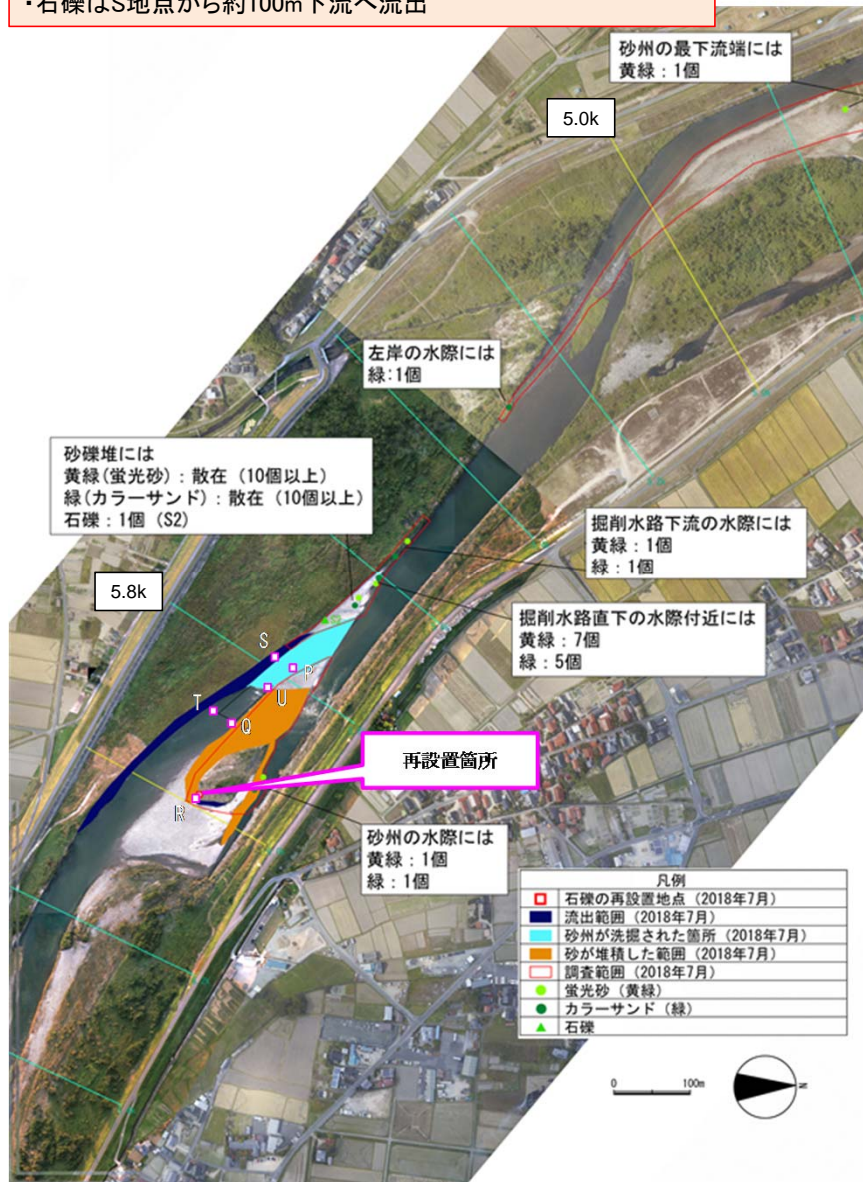 ・石礫はS地点から約100m下流へ流出
砂州の最下流端には
黄緑：1個
5.0k
左岸の水際には
緑:1個
砂礫堆には
黄緑(蛍光砂)：散在（10個以上）
緑(カラーサンド)：散在（10個以上）
石礫：1個（S2）
掘削水路下流の水際には
黄緑：1個
緑：1個
5.8k
掘削水路直下の水際付近には
黄緑：7個
緑：5個
S
P
U
T
Q
再設置箇所
R
砂州の水際には
黄緑：1個
緑：1個
凡例
石礫の再設置地点（2018年7月）
流出範囲（2018年7月）
砂州が洗掘された箇所（2018年7月）
砂が堆積した範囲（2018年7月）
調査範囲（2018年7月）
蛍光砂（黄緑）
カラーサンド（緑）
石礫
0 100m
N